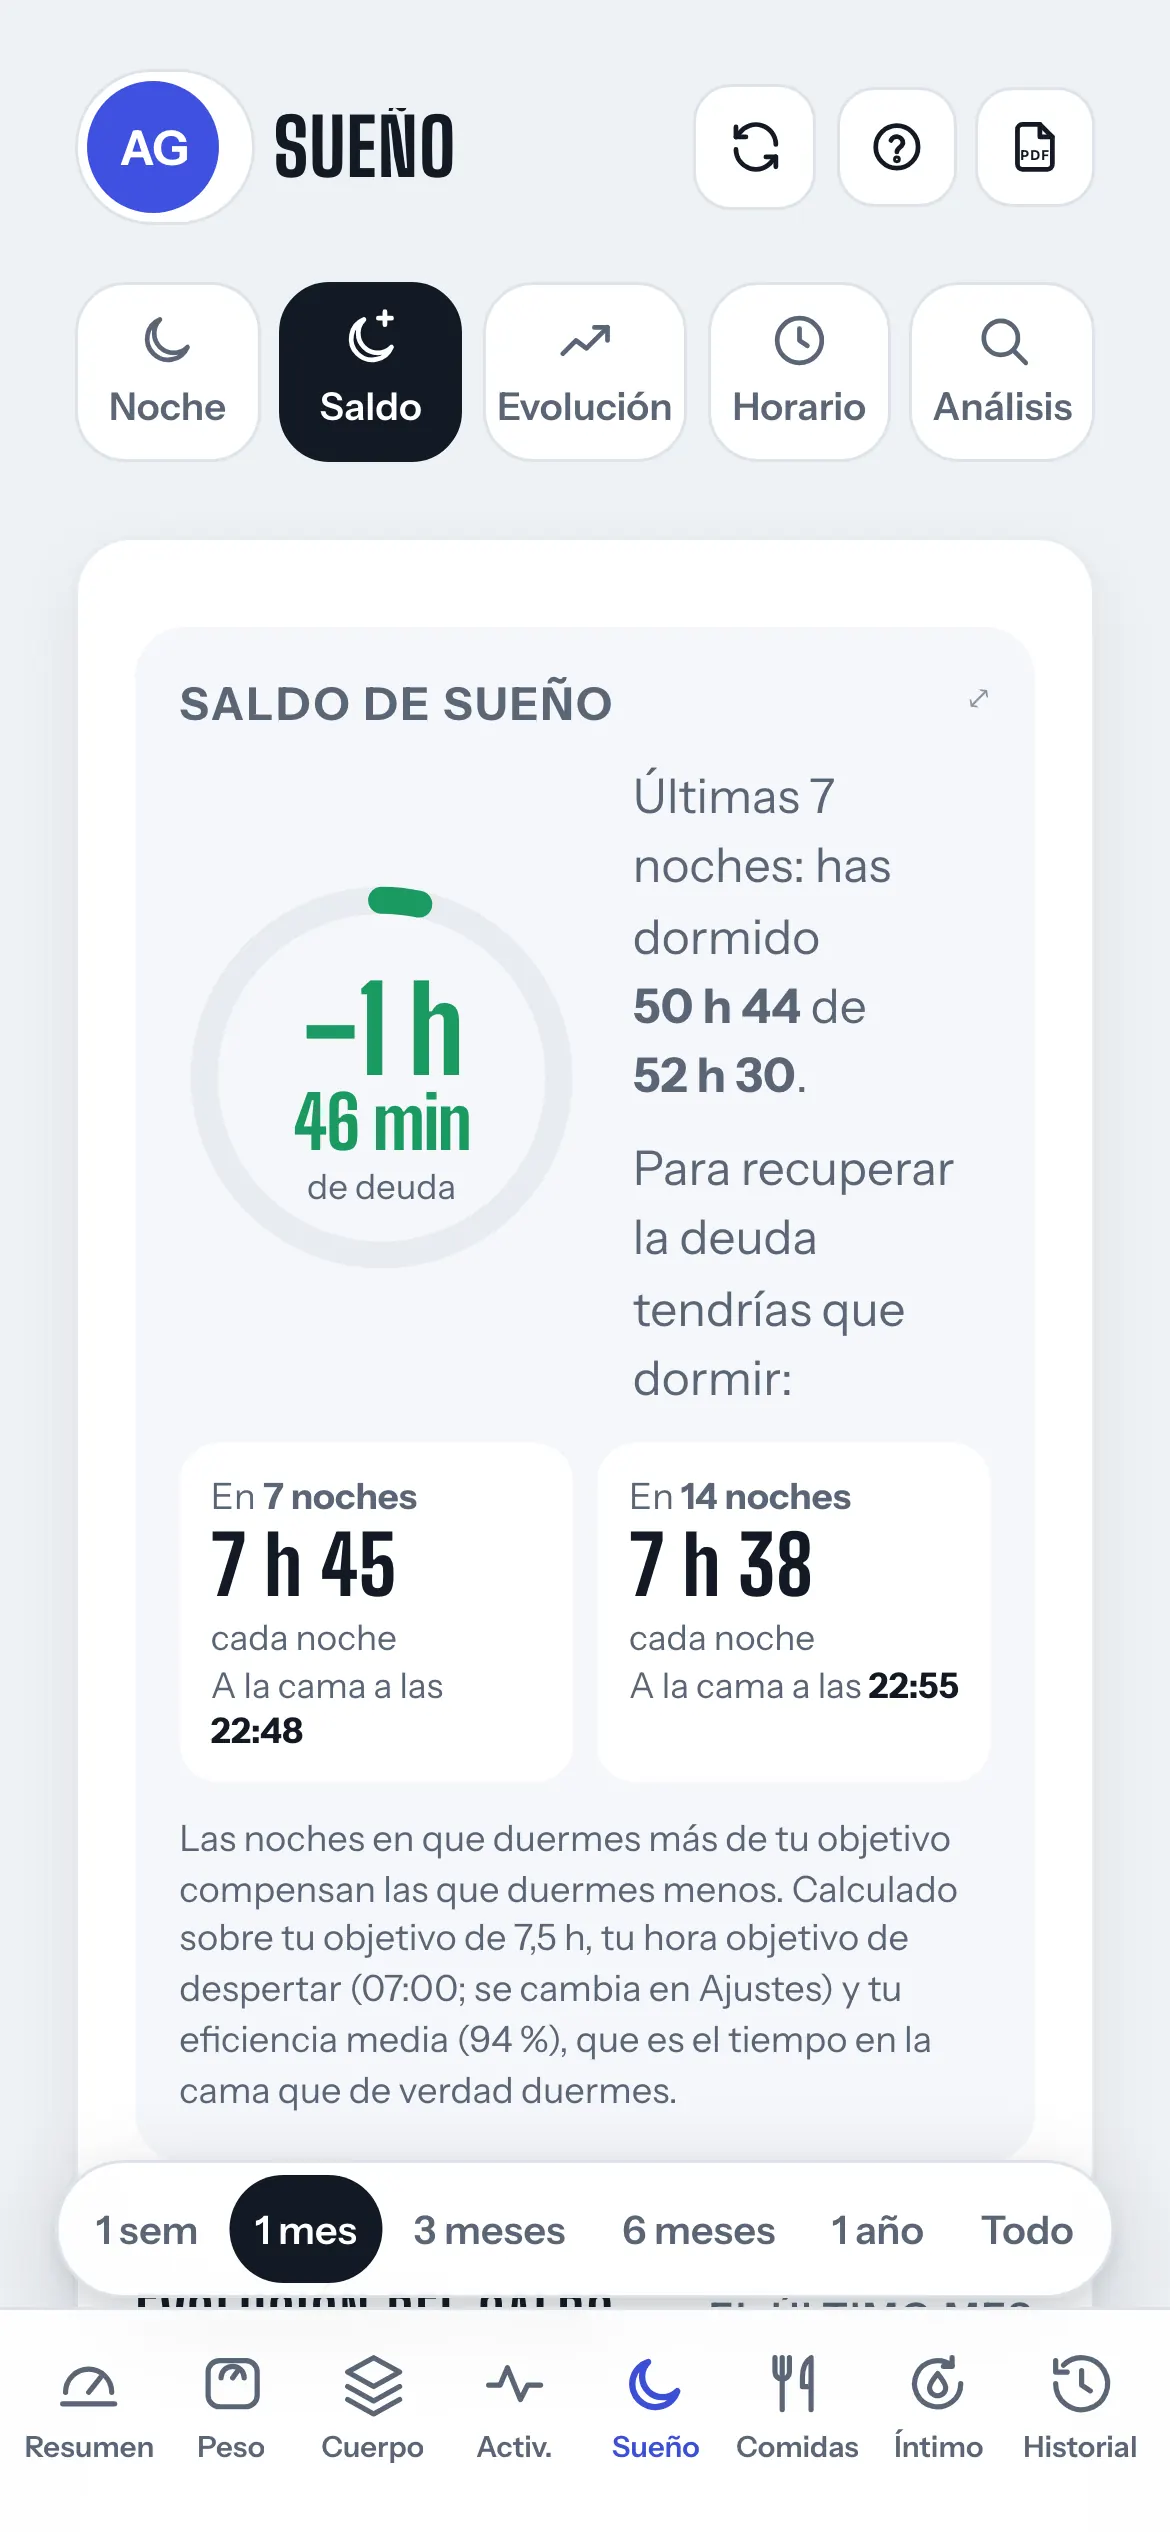 AG
SUEÑO
PDF
Noche
Saldo
Evolución
Horario
Análisis
SALDO DE SUEÑO
–1 h
46 min
de deuda
Últimas 7
noches: has
dormido
50 h 44 de
52 h 30.
Para recuperar
la deuda
tendrías que
dormir:
En 7 noches
7 h 45
cada noche
A la cama a las
22:48
En 14 noches
7 h 38
cada noche
A la cama a las 22:55
Las noches en que duermes más de tu objetivo
compensan las que duermes menos. Calculado
sobre tu objetivo de 7,5 h, tu hora objetivo de
despertar (07:00; se cambia en Ajustes) y tu
eficiencia media (94 %), que es el tiempo en la
cama que de verdad duermes.
1 sem
1 mes
3 meses
6 meses
1 año
Todo
EVOLUCIÓN DEL SALDO
EL ÚLTIMO MES
Resumen
Peso
Cuerpo
Activ.
Sueño
Comidas
Íntimo
Historial